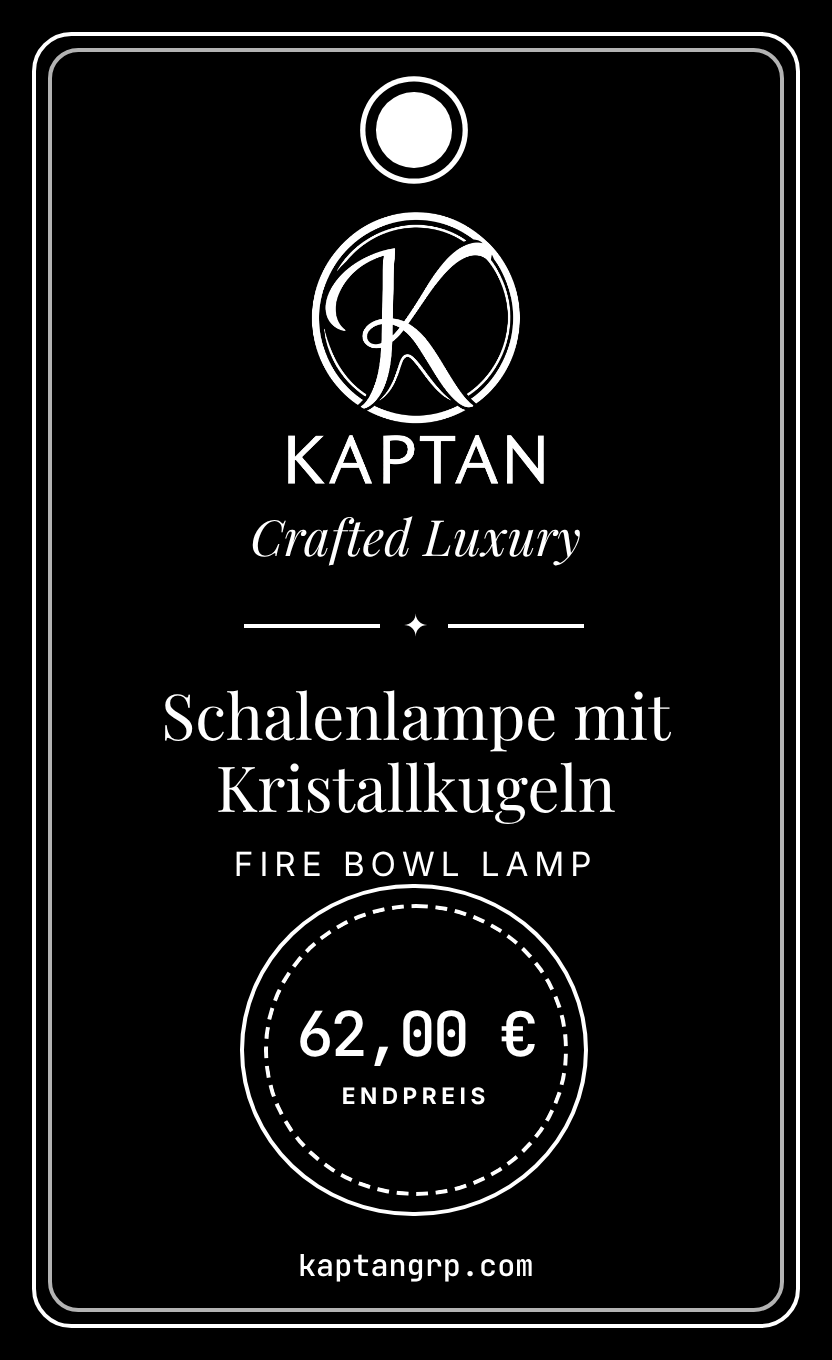 K
KAPTAN
Crafted Luxury
Schalenlampe mit
Kristallkugeln
FIRE BOWL LAMP
62,00 €
ENDPREIS
kaptangrp.com